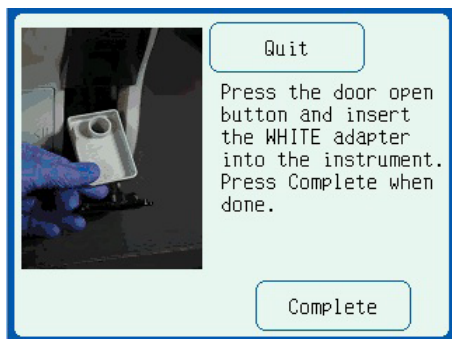 Quit
Press the door open
button and insert
the WHITE adapter
into the instrument.
Press Complete when
done.
Complete